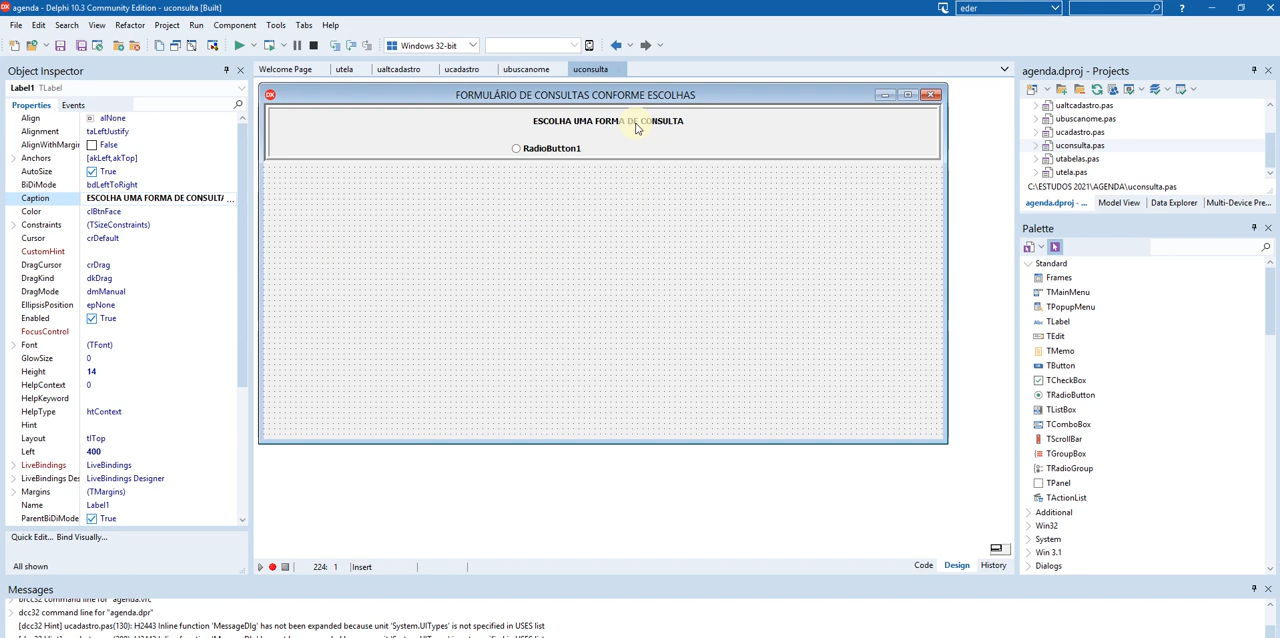 agenda - Delphi 10.3 Community Edition - uconsulta [Built]
eder
File Edit Search View Refactor Project Run Component Tools Tabs Help
Windows 32-bit
Object Inspector
Label1 TLabel
Properties Events
Align alNone
Alignment taLeftJustify
AlignWithMargin False
Anchors [akLeft,akTop]
AutoSize True
BiDiMode bdLeftToRight
Caption ESCOLHA UMA FORMA DE CONSULTA ...
Color clBtnFace
Constraints (TSizeConstraints)
Cursor crDefault
CustomHint
DragCursor crDrag
DragKind dkDrag
DragMode dmManual
EllipsisPosition epNone
Enabled True
FocusControl
Font (TFont)
GlowSize 0
Height 14
HelpContext 0
HelpKeyword
HelpType htContext
Hint
Layout tlTop
Left 400
LiveBindings LiveBindings
LiveBindings Des LiveBindings Designer
Margins (TMargins)
Name Label1
ParentBiDiMode True
Quick Edit... Bind Visually...
All shown
Welcome Page utela ualtcadastro ucadastro ubuscanome uconsulta
FORMULÁRIO DE CONSULTAS CONFORME ESCOLHAS
ESCOLHA UMA FORMA DE CONSULTA
RadioButton1
224: 1 Insert
Code Design History
agenda.dproj - Projects
ualtcadastro.pas
ubuscanome.pas
ucadastro.pas
uconsulta.pas
utabelas.pas
utela.pas
C:\ESTUDOS 2021\AGENDA\uconsulta.pas
agenda.dproj - ... Model View Data Explorer Multi-Device Pre...
Palette
Standard
Frames
TMainMenu
TPopupMenu
TLabel
TEdit
TMemo
TButton
TCheckBox
TRadioButton
TListBox
TComboBox
TScrollBar
TGroupBox
TRadioGroup
TPanel
TActionList
Additional
Win32
System
Win 3.1
Dialogs
Messages
brcc32 command line for "agenda.vrc"
dcc32 command line for "agenda.dpr"
[dcc32 Hint] ucadastro.pas(130): H2443 Inline function 'MessageDlg' has not been expanded because unit 'System.UITypes' is not specified in USES list